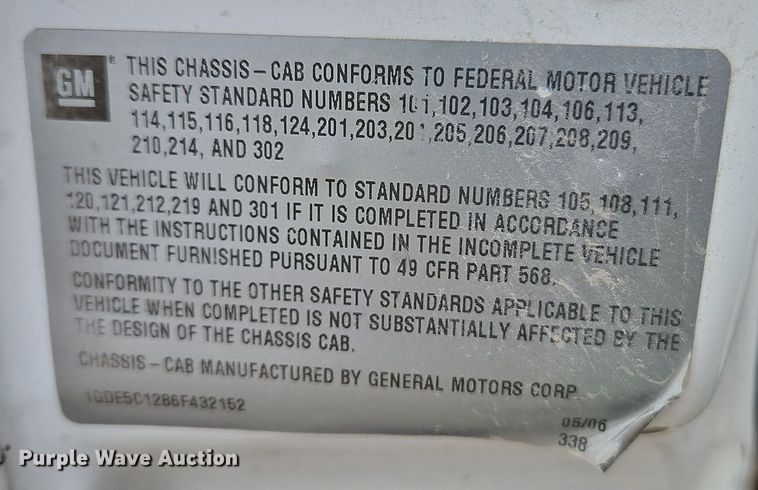 GM ®
THIS CHASSIS-CAB CONFORMS TO FEDERAL MOTOR VEHICLE
SAFETY STANDARD NUMBERS 101,102,103,104,106,113,
114,115,116,118,124,201,203,204,205,206,207,208,209,
210,214, AND 302
THIS VEHICLE WILL CONFORM TO STANDARD NUMBERS 105,108,111,
120,121,212,219 AND 301 IF IT IS COMPLETED IN ACCORDANCE
WITH THE INSTRUCTIONS CONTAINED IN THE INCOMPLETE VEHICLE
DOCUMENT FURNISHED PURSUANT TO 49 CFR PART 568.
CONFORMITY TO THE OTHER SAFETY STANDARDS APPLICABLE TO THIS
VEHICLE WHEN COMPLETED IS NOT SUBSTANTIALLY AFFECTED BY THE
THE DESIGN OF THE CHASSIS CAB.
CHASSIS-CAB MANUFACTURED BY GENERAL MOTORS CORP.
1GDE5C1286F432152
05/06
338
Purple Wave Auction